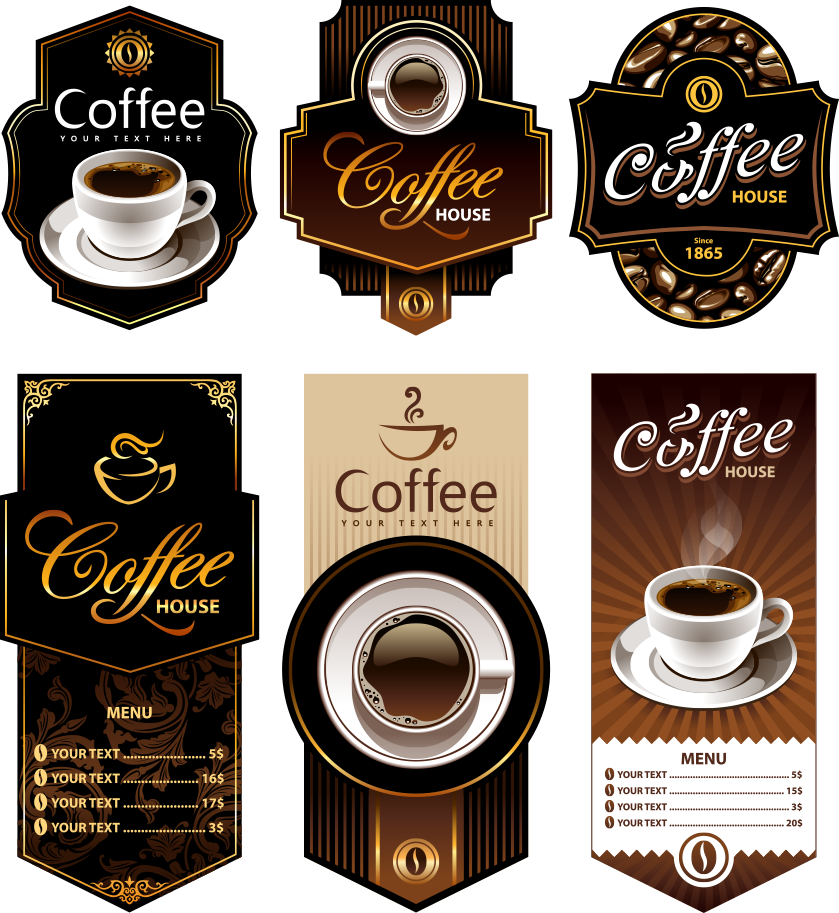 Coffee
YOUR TEXT HERE
Coffee
HOUSE
Coffee
HOUSE
Since
1865
Coffee
HOUSE
MENU
YOUR TEXT ........................ 5$
YOUR TEXT ...................... 16$
YOUR TEXT ...................... 17$
YOUR TEXT ........................ 3$
Coffee
YOUR TEXT HERE
Coffee
HOUSE
MENU
YOUR TEXT ................................................ 5$
YOUR TEXT .............................................. 15$
YOUR TEXT ................................................ 3$
YOUR TEXT .............................................. 20$